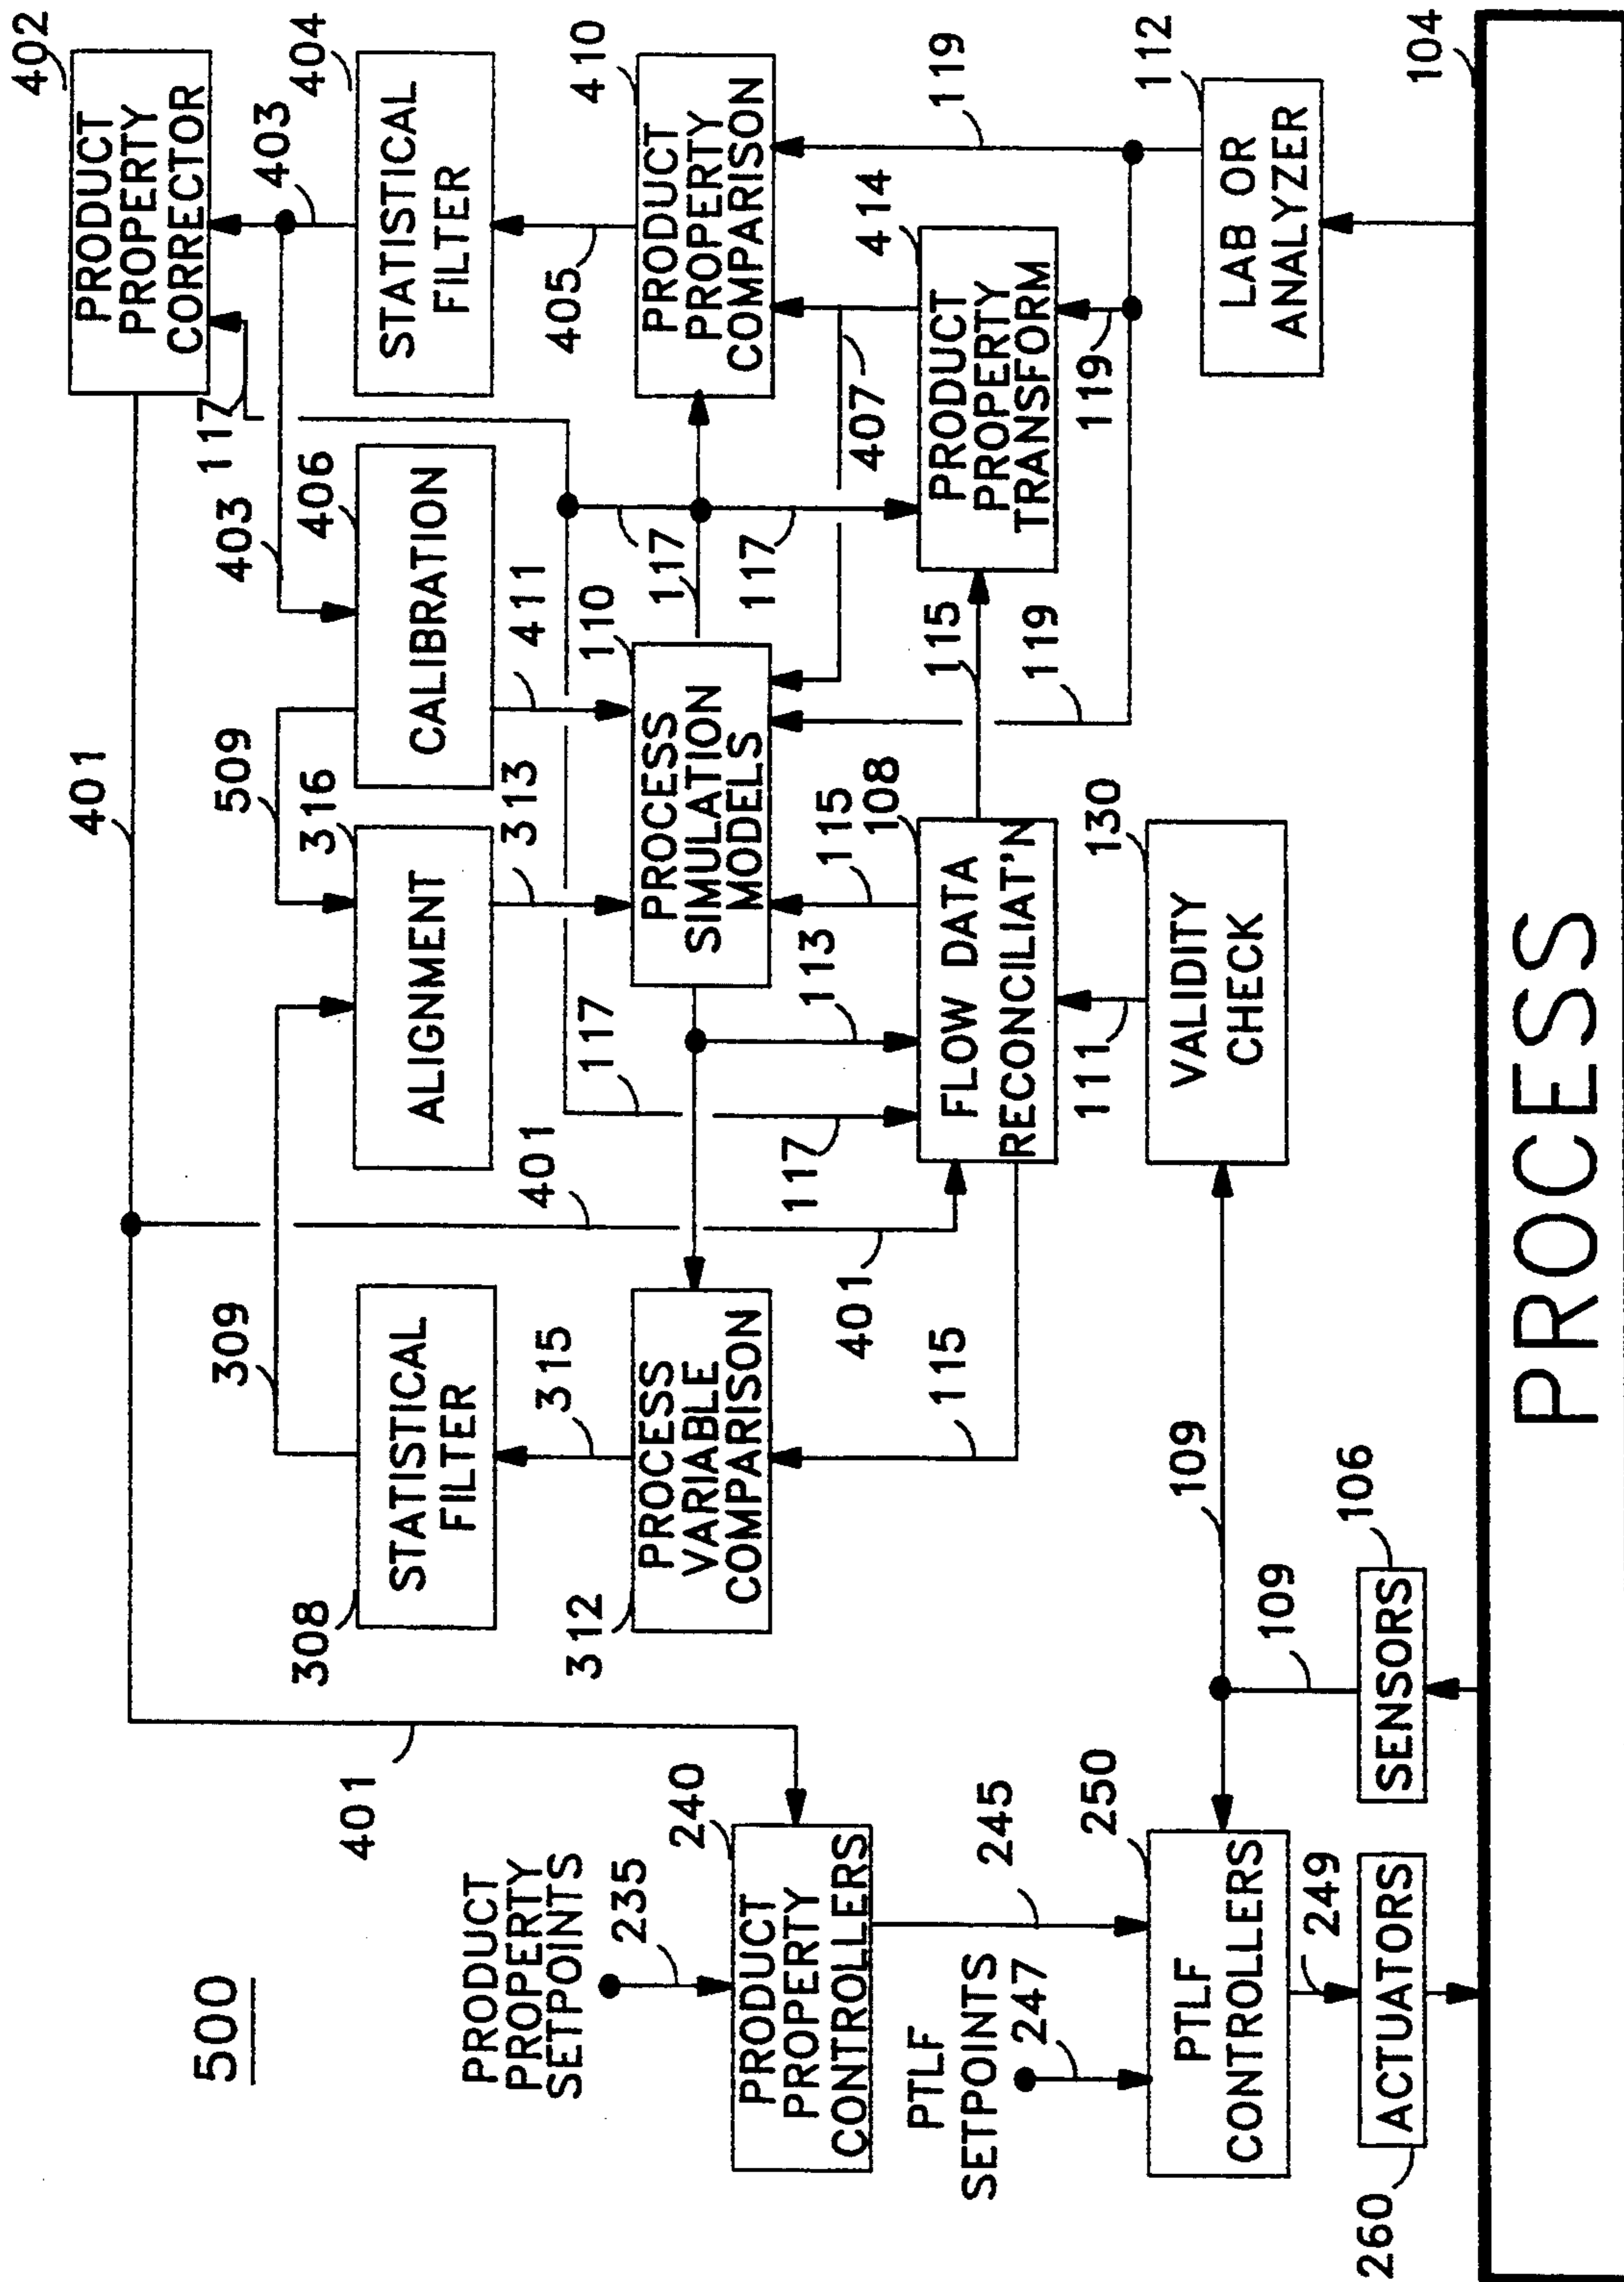 500
PRODUCT
PROPERTY
SETPOINTS
235
240
PRODUCT
PROPERTY
CONTROLLERS
401
245
PTLF
SETPOINTS
247
250
PTLF
CONTROLLERS
249
260
ACTUATORS
SENSORS
106
109
109
308
STATISTICAL
FILTER
309
315
312
PROCESS
VARIABLE
COMPARISON
115
401
401
401
509
316
ALIGNMENT
313
117
117
113
115
108
FLOW DATA
RECONCILIAT'N
111
130
VALIDITY
CHECK
403
406
CALIBRATION
411
110
PROCESS
SIMULATION
MODELS
117
117
117
117
115
119
402
PRODUCT
PROPERTY
CORRECTOR
403
404
STATISTICAL
FILTER
405
410
PRODUCT
PROPERTY
COMPARISON
407
414
PRODUCT
PROPERTY
TRANSFORM
119
119
112
LAB OR
ANALYZER
104
PROCESS